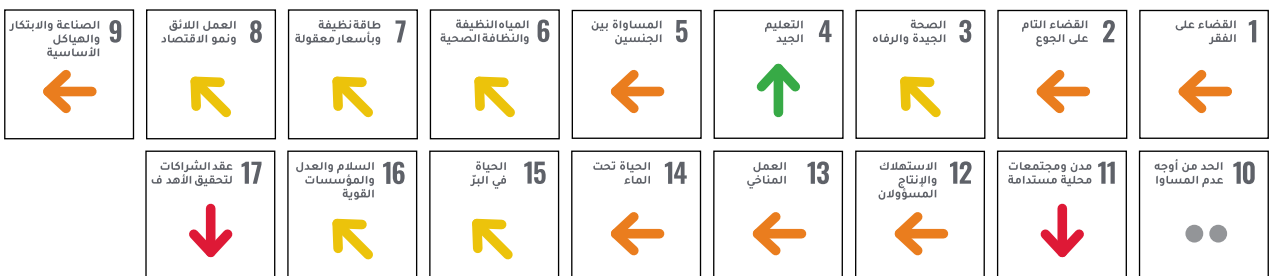 1
القضاء على
الفقر
2
القضاء التام
على الجوع
3
الصحة
الجيدة والرفاه
4
التعليم
الجيد
5
المساواة بين
الجنسين
6
المياه النظيفة
والنظافة الصحية
7
طاقة نظيفة
وبأسعار معقولة
8
العمل اللائق
ونمو الاقتصاد
9
الصناعة والابتكار
والهياكل
الأساسية
10
الحد من أوجه
عدم المساوا
11
مدن ومجتمعات
محلية مستدامة
12
الاستهلاك
والإنتاج
المسؤولان
13
العمل
المناخي
14
الحياة تحت
الماء
15
الحياة
في البرّ
16
السلام والعدل
والمؤسسات
القوية
17
عقد الشراكات
لتحقيق الأهد ف